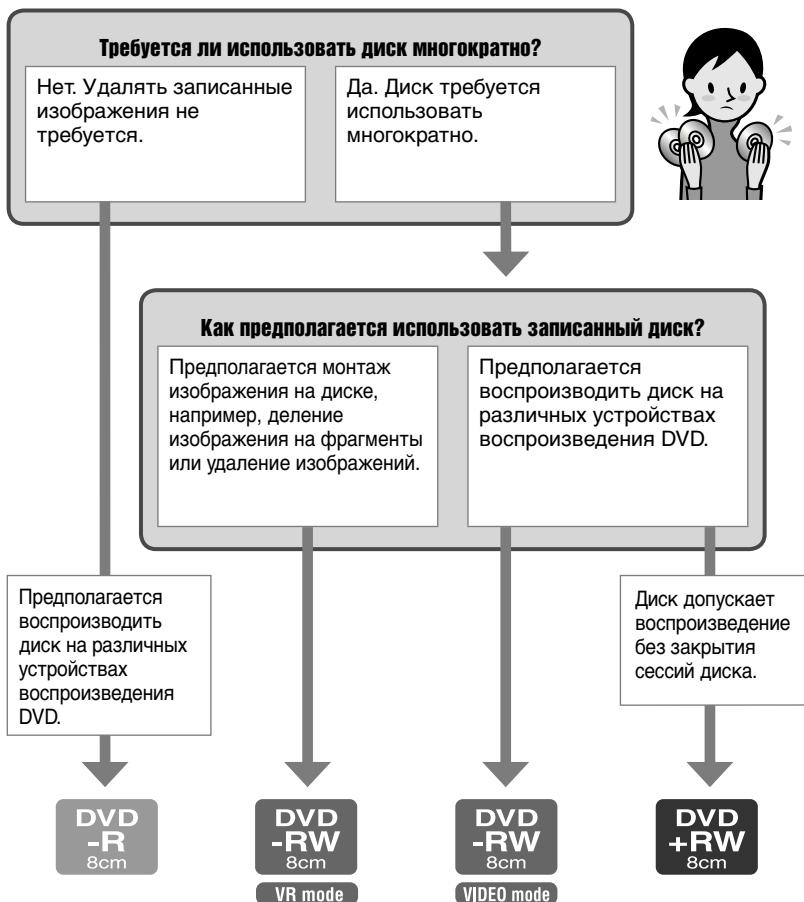 Требуется ли использовать диск многократно?
Нет. Удалять записанные
изображения не
требуется.
Да. Диск требуется
использовать
многократно.
Как предполагается использовать записанный диск?
Предполагается монтаж
изображения на диске,
например, деление
изображения на фрагменты
или удаление изображений.
Предполагается
воспроизводить диск на
различных устройствах
воспроизведения DVD.
Предполагается
воспроизводить
диск на различных
устройствах
воспроизведения
DVD.
Диск допускает
воспроизведение
без закрытия
сессий диска.
DVD
-R
8cm
DVD
-RW
8cm
VR mode
DVD
-RW
8cm
VIDEO mode
DVD
+RW
8cm